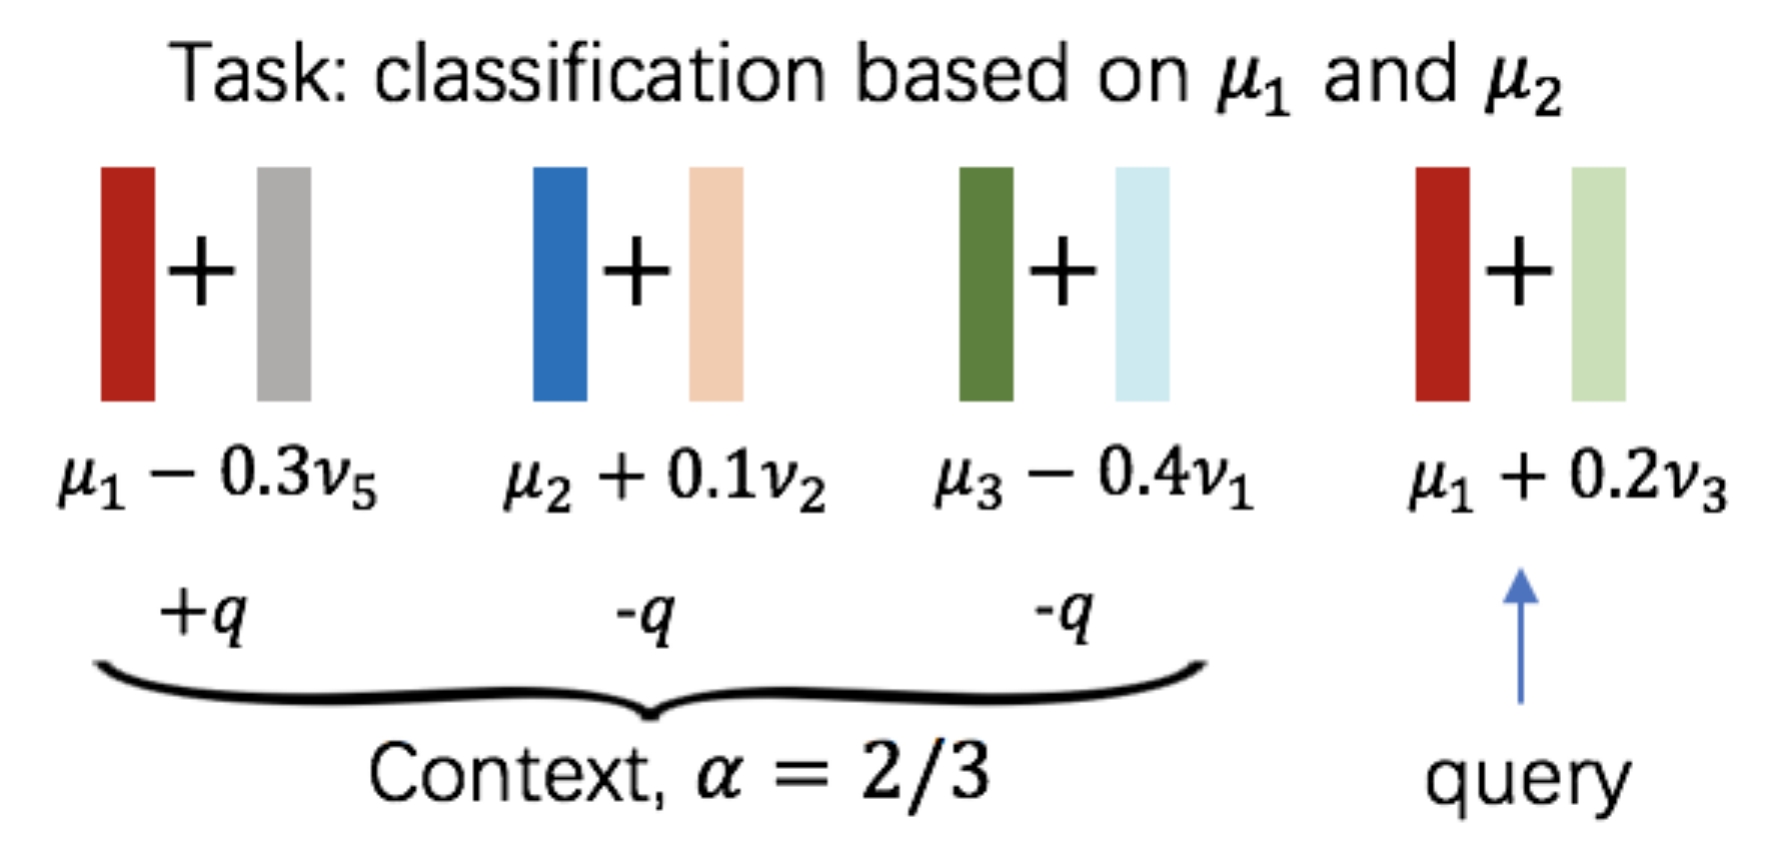 Task: classification based on μ₁ and μ₂
+ + + +
μ₁ − 0.3ν₅ μ₂ + 0.1ν₂ μ₃ − 0.4ν₁ μ₁ + 0.2ν₃
+q -q -q
Context, α = 2/3 query